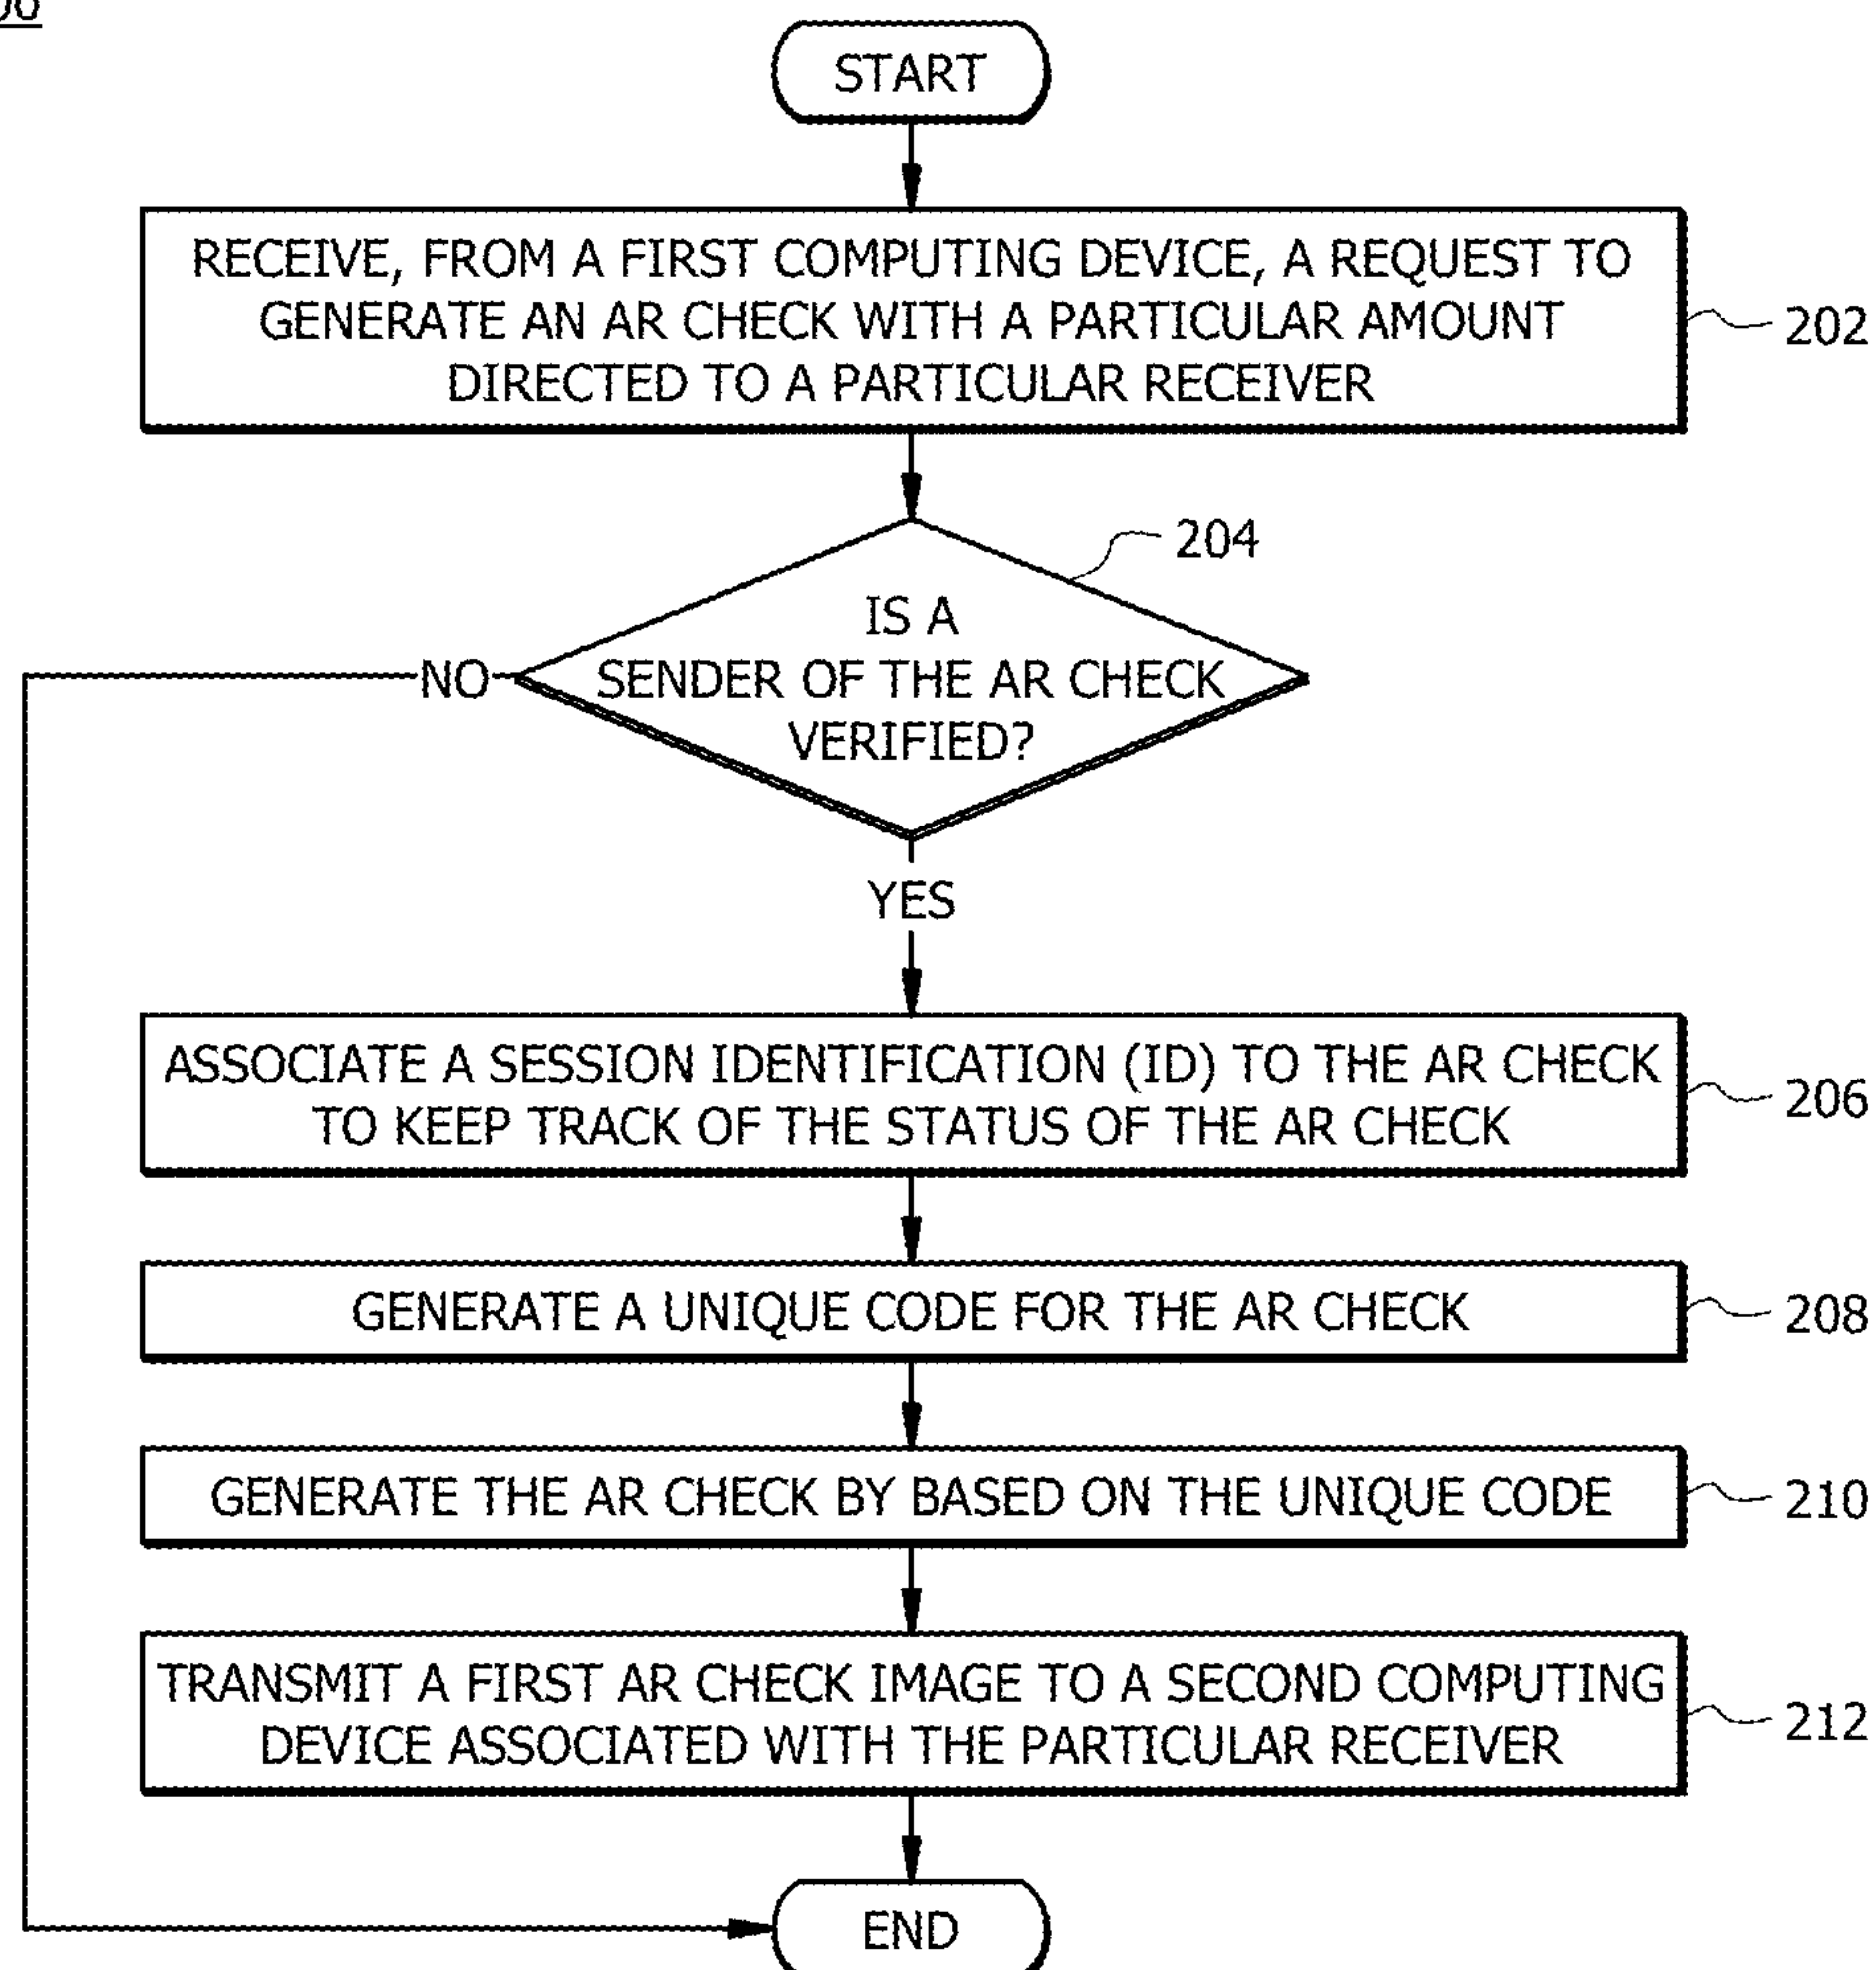 START
RECEIVE, FROM A FIRST COMPUTING DEVICE, A REQUEST TO
GENERATE AN AR CHECK WITH A PARTICULAR AMOUNT
DIRECTED TO A PARTICULAR RECEIVER
202
204
IS A
SENDER OF THE AR CHECK
VERIFIED?
NO
YES
ASSOCIATE A SESSION IDENTIFICATION (ID) TO THE AR CHECK
TO KEEP TRACK OF THE STATUS OF THE AR CHECK
206
GENERATE A UNIQUE CODE FOR THE AR CHECK
208
GENERATE THE AR CHECK BY BASED ON THE UNIQUE CODE
210
TRANSMIT A FIRST AR CHECK IMAGE TO A SECOND COMPUTING
DEVICE ASSOCIATED WITH THE PARTICULAR RECEIVER
212
END